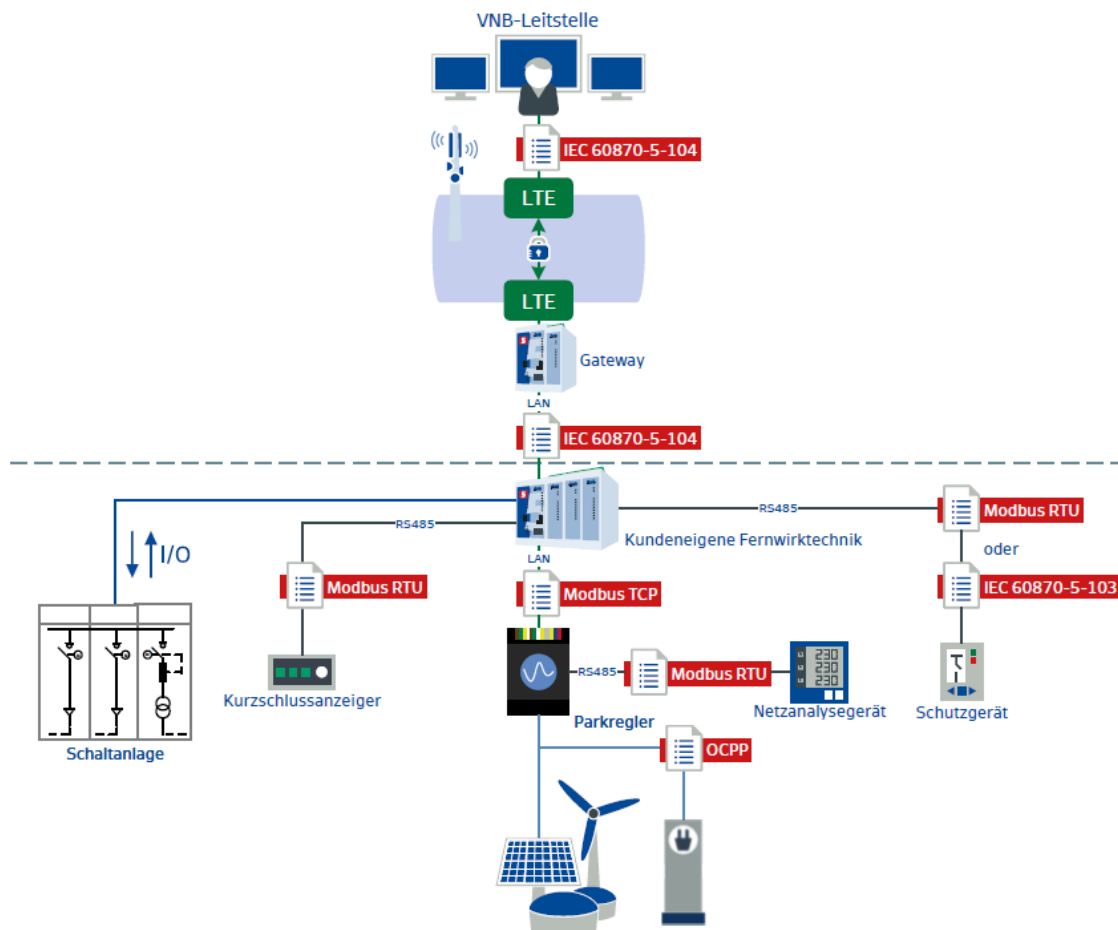 VNB-Leitstelle
IEC 60870-5-104
LTE
LTE
Gateway
LAN
IEC 60870-5-104
RS485
RS485
Modbus RTU
Kundeneigene Fernwirktechnik
oder
I/O
LAN
Modbus RTU
Modbus TCP
IEC 60870-5-103
230
230
230
RS485
Modbus RTU
Kurzschlussanzeiger
Netzanalysegerät
Schutzgerät
Parkregler
Schaltanlage
OCPP